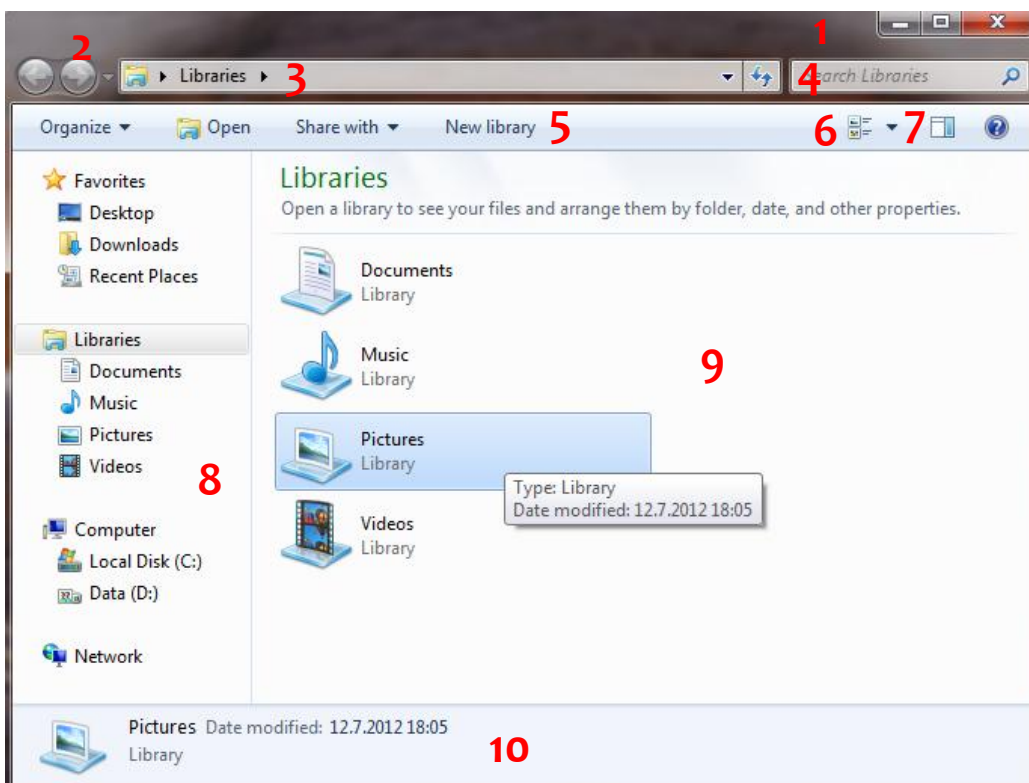 1
2
Libraries
3
4
Search Libraries
Organize
Open
Share with
New library
5
6
7
Favorites
Desktop
Downloads
Recent Places
Libraries
Documents
Music
Pictures
Videos
8
Computer
Local Disk (C:)
Data (D:)
Network
Libraries
Open a library to see your files and arrange them by folder, date, and other properties.
Documents
Library
Music
Library
9
Pictures
Library
Type: Library
Date modified: 12.7.2012 18:05
Videos
Library
Pictures Date modified: 12.7.2012 18:05
Library
10